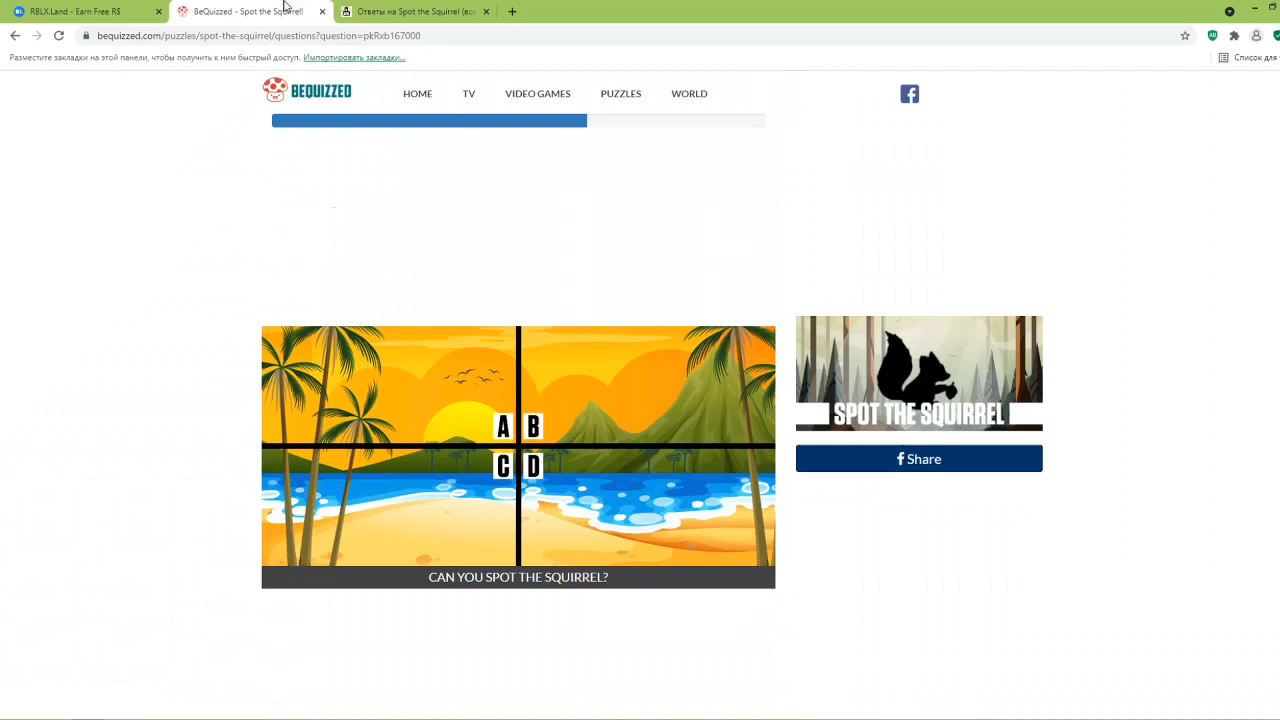 RBLX.Land - Earn Free R$
BeQuizzed - Spot the Squirrel!
Ответы на Spot the Squirrel (все
bequizzed.com/puzzles/spot-the-squirrel/questions?question=pkRxb167000
Разместите закладки на этой панели, чтобы получить к ним быстрый доступ. Импортировать закладки...
Список для
BEQUIZZED
HOME TV VIDEO GAMES PUZZLES WORLD
A B
C D
CAN YOU SPOT THE SQUIRREL?
SPOT THE SQUIRREL
Share